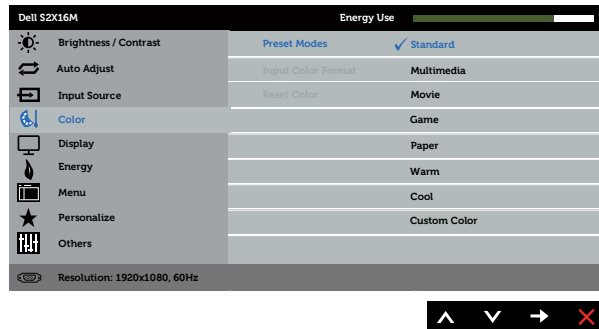 Dell S2X16M Energy Use
Brightness / Contrast Preset Modes Standard
Auto Adjust Input Color Format Multimedia
Input Source Reset Color Movie
Color Game
Display Paper
Energy Warm
Menu Cool
Personalize Custom Color
Others
Resolution: 1920x1080, 60Hz